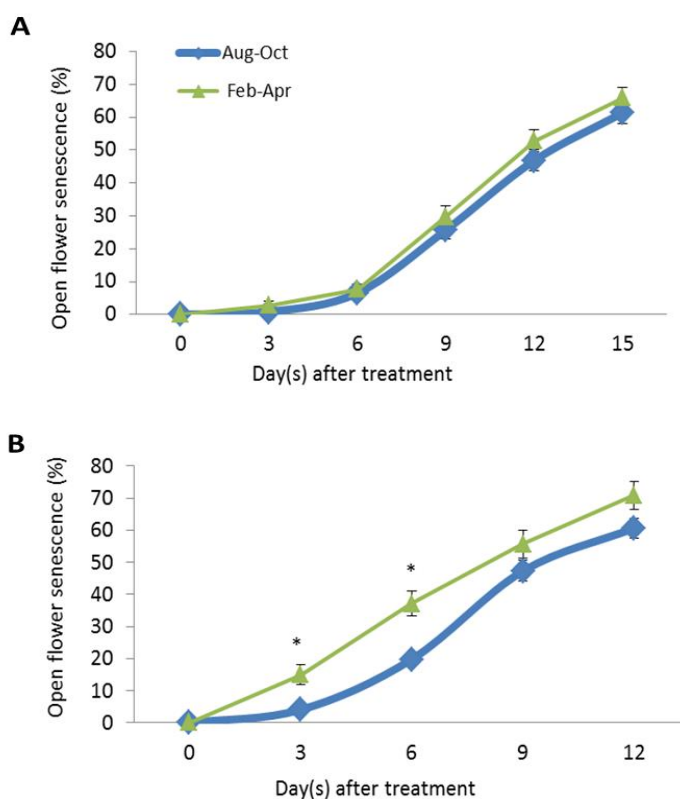 A
Aug-Oct
Feb-Apr
Open flower senescence (%)
80
70
60
50
40
30
20
10
0
0 3 6 9 12 15
Day(s) after treatment
B
Open flower senescence (%)
80
70
60
50
40
30
20
10
0
* *
0 3 6 9 12
Day(s) after treatment